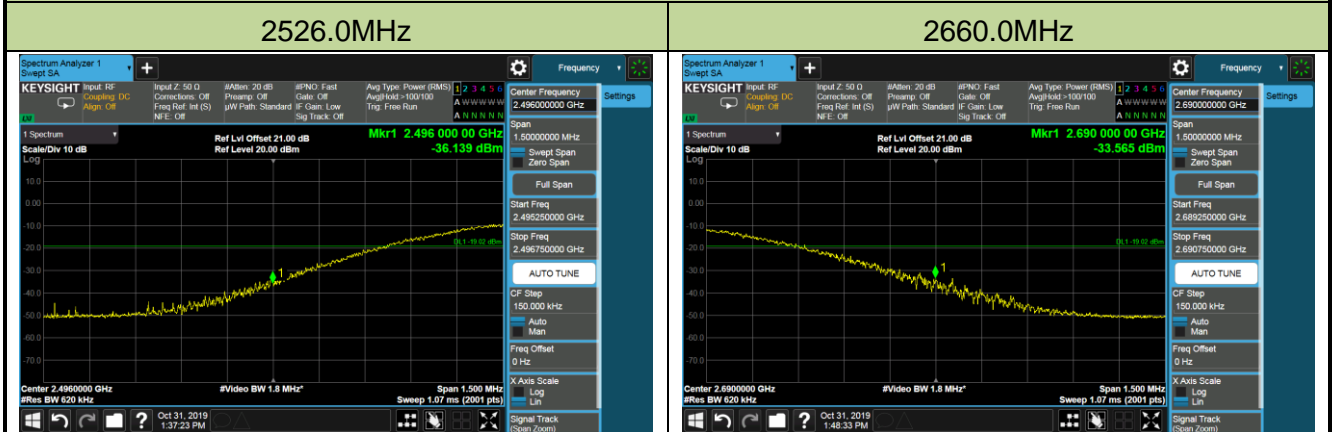 2526.0MHz
2660.0MHz
Spectrum Analyzer 1
Swept SA
Frequency
KEYSIGHT
Input: RF
Coupling: DC
Align: Off
Input Z: 50 Ω
Corrections: Off
Freq Ref: Int (S)
NFE: Off
#Atten: 20 dB
Preamp: Off
µW Path: Standard
#PNO: Fast
Gate: Off
IF Gain: Low
Sig Track: Off
Avg Type: Power (RMS)
Avg|Hold:>100/100
Trig: Free Run
1 2 3 4 5 6
A W W W W W
A N N N N N
LW
1 Spectrum
Scale/Div 10 dB
Log
Ref Lvl Offset 21.00 dB
Ref Level 20.00 dBm
Mkr1 2.496 000 00 GHz
-36.139 dBm
10.0
0.00
-10.0
-20.0
-30.0
-40.0
-50.0
-60.0
-70.0
DL1 -19.02 dBm
1
Center 2.4960000 GHz
#Res BW 620 kHz
#Video BW 1.8 MHz*
Span 1.500 MHz
Sweep 1.07 ms (2001 pts)
Oct 31, 2019
1:37:23 PM
Center Frequency
2.496000000 GHz
Settings
Span
1.50000000 MHz
Swept Span
Zero Span
Full Span
Start Freq
2.495250000 GHz
Stop Freq
2.496750000 GHz
AUTO TUNE
CF Step
150.000 kHz
Auto
Man
Freq Offset
0 Hz
X Axis Scale
Log
Lin
Signal Track
(Span Zoom)
Spectrum Analyzer 1
Swept SA
Frequency
KEYSIGHT
Input: RF
Coupling: DC
Align: Off
Input Z: 50 Ω
Corrections: Off
Freq Ref: Int (S)
NFE: Off
#Atten: 20 dB
Preamp: Off
µW Path: Standard
#PNO: Fast
Gate: Off
IF Gain: Low
Sig Track: Off
Avg Type: Power (RMS)
Avg|Hold:>100/100
Trig: Free Run
1 2 3 4 5 6
A W W W W W
A N N N N N
1 Spectrum
Scale/Div 10 dB
Log
Ref Lvl Offset 21.00 dB
Ref Level 20.00 dBm
Mkr1 2.690 000 00 GHz
-33.565 dBm
10.0
0.00
-10.0
-20.0
-30.0
-40.0
-50.0
-60.0
-70.0
DL1 -19.02 dBm
1
Center 2.6900000 GHz
#Res BW 620 kHz
#Video BW 1.8 MHz*
Span 1.500 MHz
Sweep 1.07 ms (2001 pts)
Oct 31, 2019
1:48:33 PM
Center Frequency
2.690000000 GHz
Settings
Span
1.50000000 MHz
Swept Span
Zero Span
Full Span
Start Freq
2.689250000 GHz
Stop Freq
2.690750000 GHz
AUTO TUNE
CF Step
150.000 kHz
Auto
Man
Freq Offset
0 Hz
X Axis Scale
Log
Lin
Signal Track
(Span Zoom)